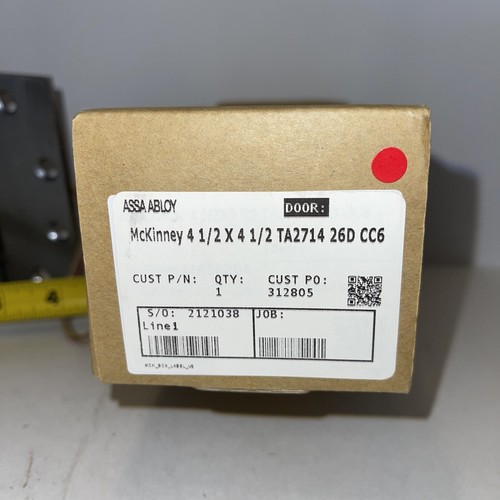 ASSA ABLOY
DOOR:
McKinney 4 1/2 X 4 1/2 TA2714 26D CC6
CUST P/N: QTY: CUST PO:
1 312805
S/O: 2121038 JOB:
Line1
4